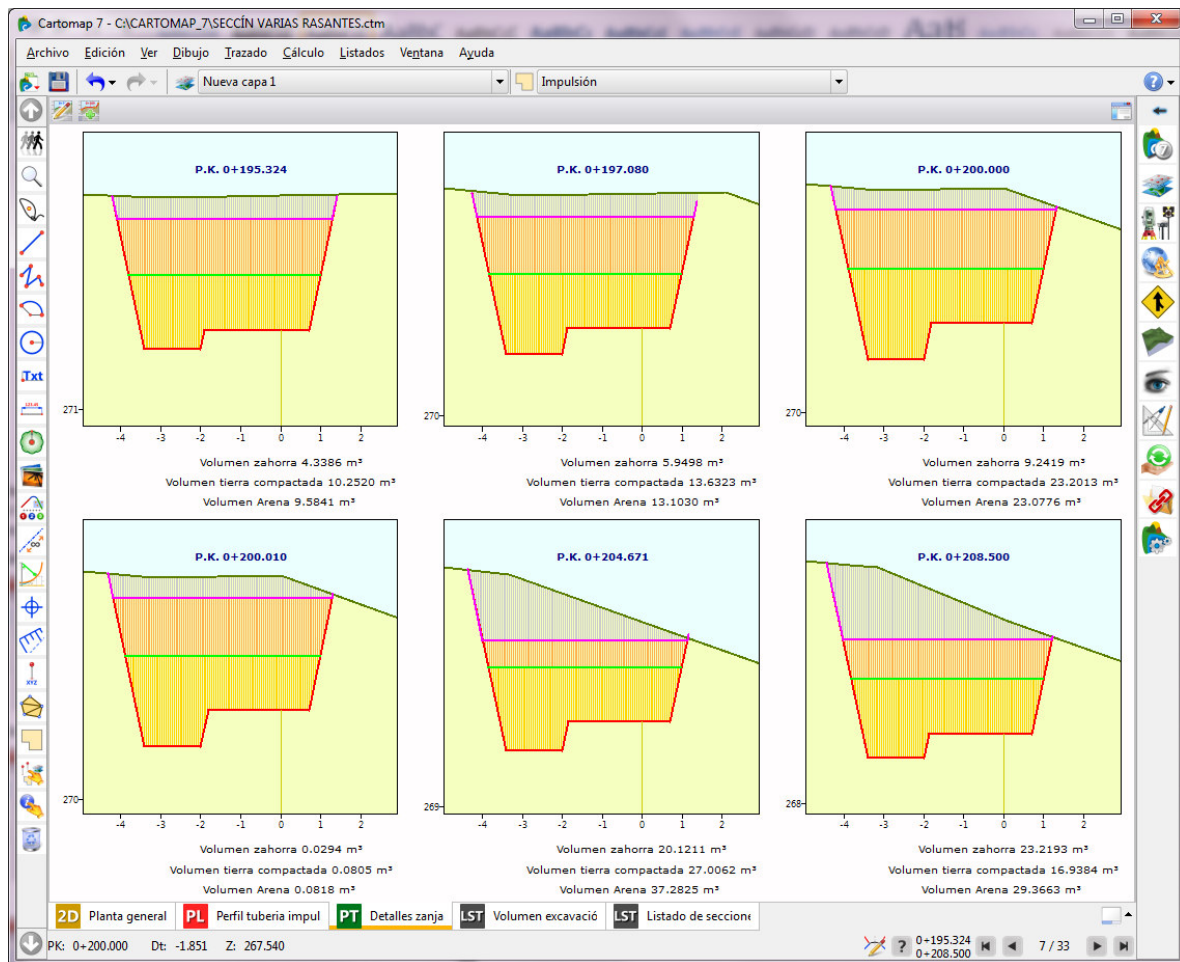 Cartomap 7 - C:\CARTOMAP_7\SECCÍN VARIAS RASANTES.ctm
Archivo Edición Ver Dibujo Trazado Cálculo Listados Ventana Ayuda
Nueva capa 1 Impulsión
P.K. 0+195.324
271
-4 -3 -2 -1 0 1 2
Volumen zahorra 4.3386 m³
Volumen tierra compactada 10.2520 m³
Volumen Arena 9.5841 m³
P.K. 0+197.080
270
-4 -3 -2 -1 0 1 2
Volumen zahorra 5.9498 m³
Volumen tierra compactada 13.6323 m³
Volumen Arena 13.1030 m³
P.K. 0+200.000
270
-4 -3 -2 -1 0 1 2
Volumen zahorra 9.2419 m³
Volumen tierra compactada 23.2013 m³
Volumen Arena 23.0776 m³
P.K. 0+200.010
270
-4 -3 -2 -1 0 1 2
Volumen zahorra 0.0294 m³
Volumen tierra compactada 0.0805 m³
Volumen Arena 0.0818 m³
P.K. 0+204.671
269
-4 -3 -2 -1 0 1 2
Volumen zahorra 20.1211 m³
Volumen tierra compactada 27.0062 m³
Volumen Arena 37.2825 m³
P.K. 0+208.500
268
-4 -3 -2 -1 0 1 2
Volumen zahorra 23.2193 m³
Volumen tierra compactada 16.9384 m³
Volumen Arena 29.3663 m³
.Txt
XYZ
2D Planta general PL Perfil tuberia impul PT Detalles zanja LST Volumen excavació LST Listado de seccione
PK: 0+200.000 Dt: -1.851 Z: 267.540
0+195.324
0+208.500
7 / 33